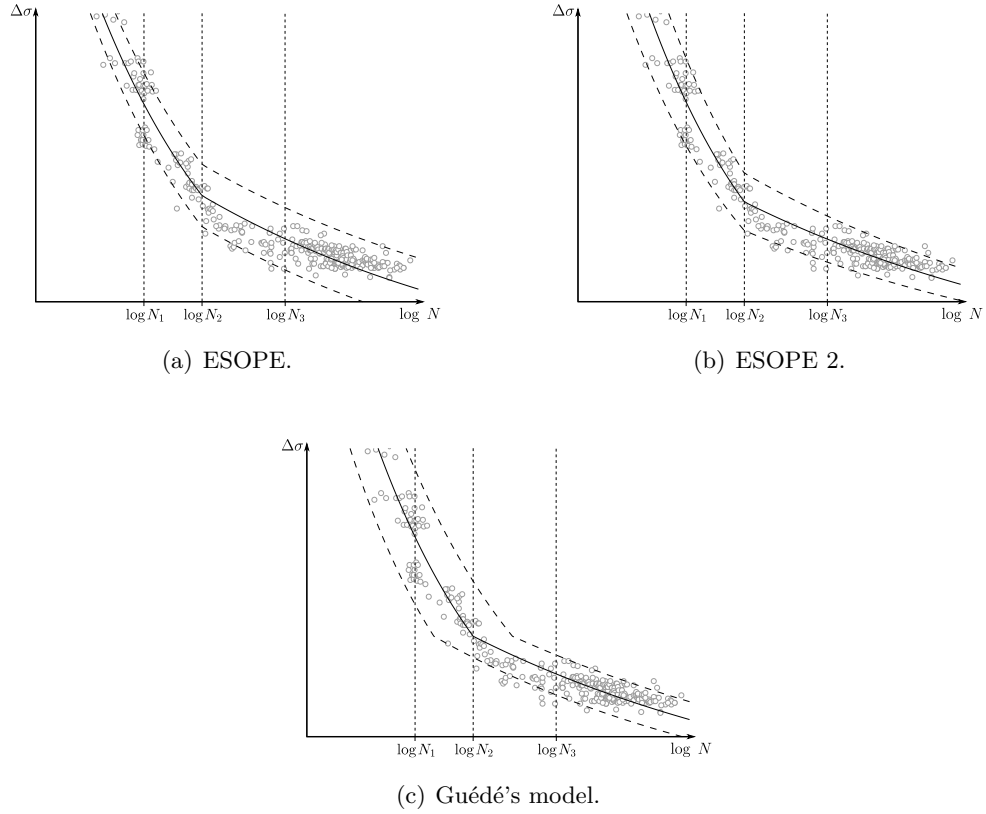 Δσ
log N₁ log N₂ log N₃ log N
(a) ESOPE.
Δσ
log N₁ log N₂ log N₃ log N
(b) ESOPE 2.
Δσ
log N₁ log N₂ log N₃ log N
(c) Guédé's model.